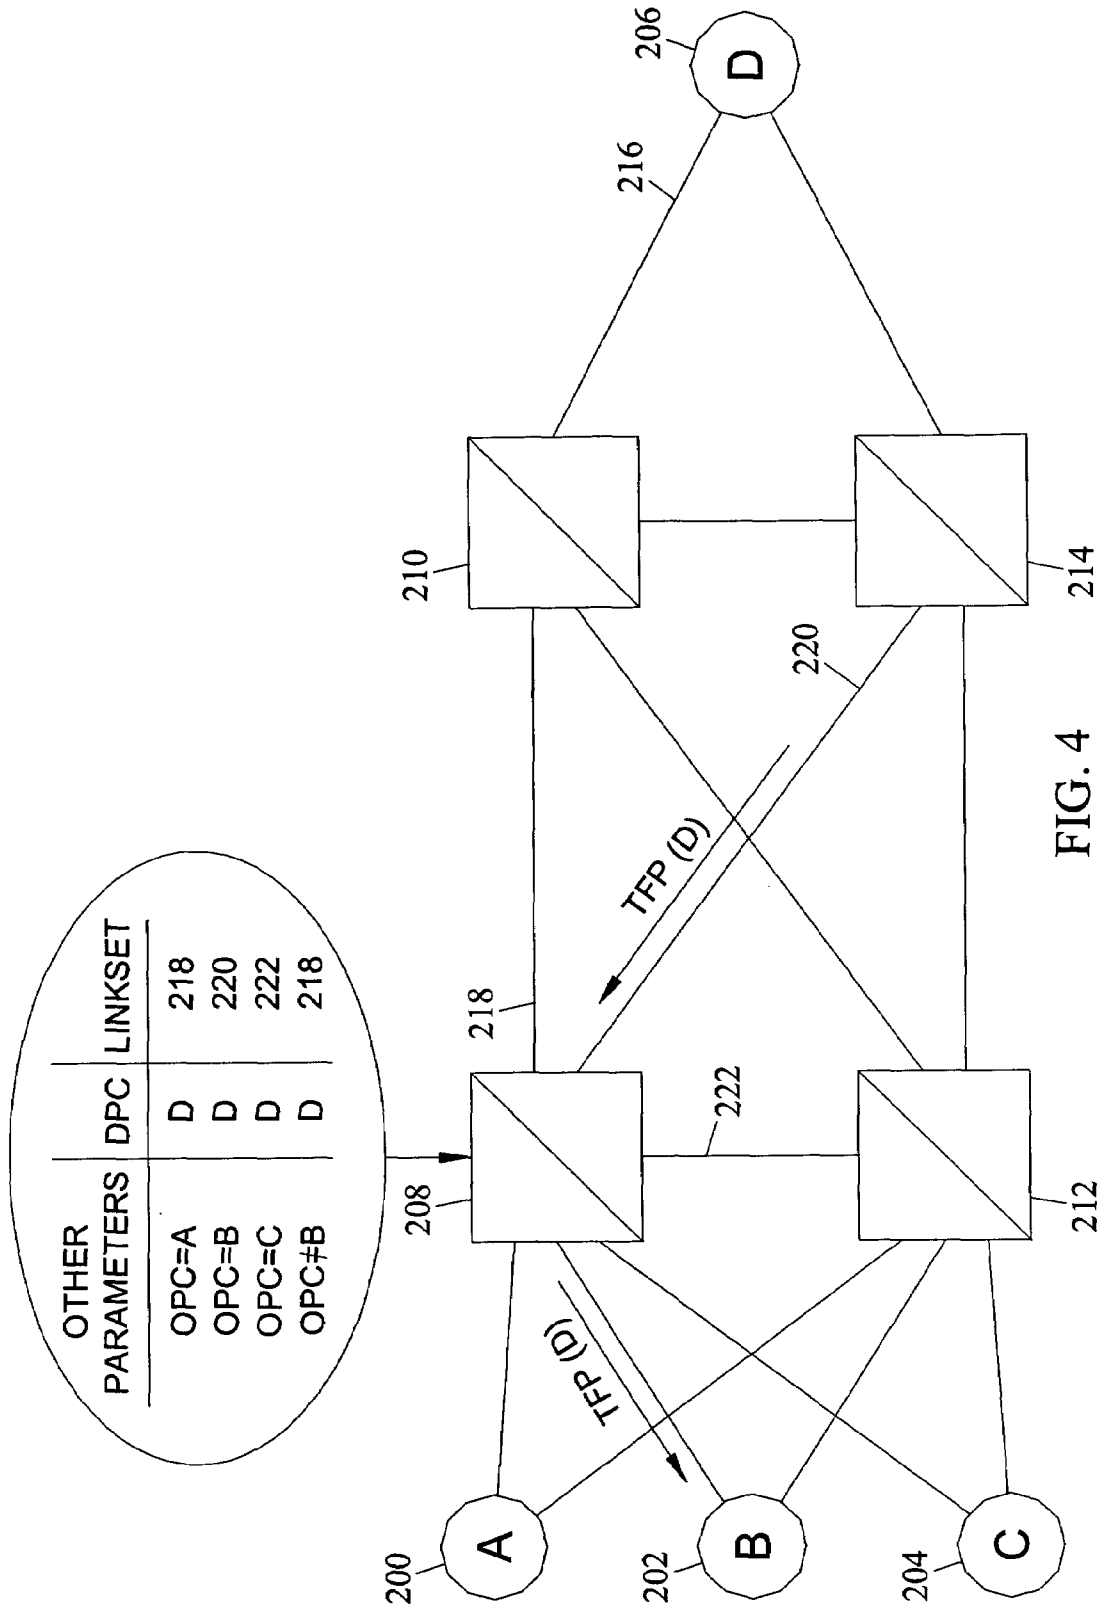 OTHER
PARAMETERS DPC LINKSET
OPC=A D 218
OPC=B D 220
OPC=C D 222
OPC≠B D 218
200
A
202
B
204
C
TFP (D)
208
212
222
218
TFP (D)
220
210
214
216
206
D
FIG. 4